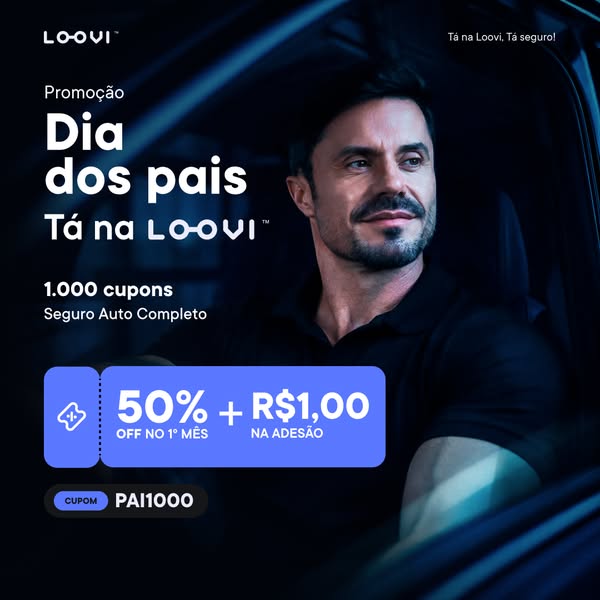 LOOVI™
Tá na Loovi, Tá seguro!
Promoção
Dia
dos pais
Tá na LOOVI™
1.000 cupons
Seguro Auto Completo
50% + R$1,00
OFF NO 1º MÊS NA ADESÃO
CUPOM PAI1000